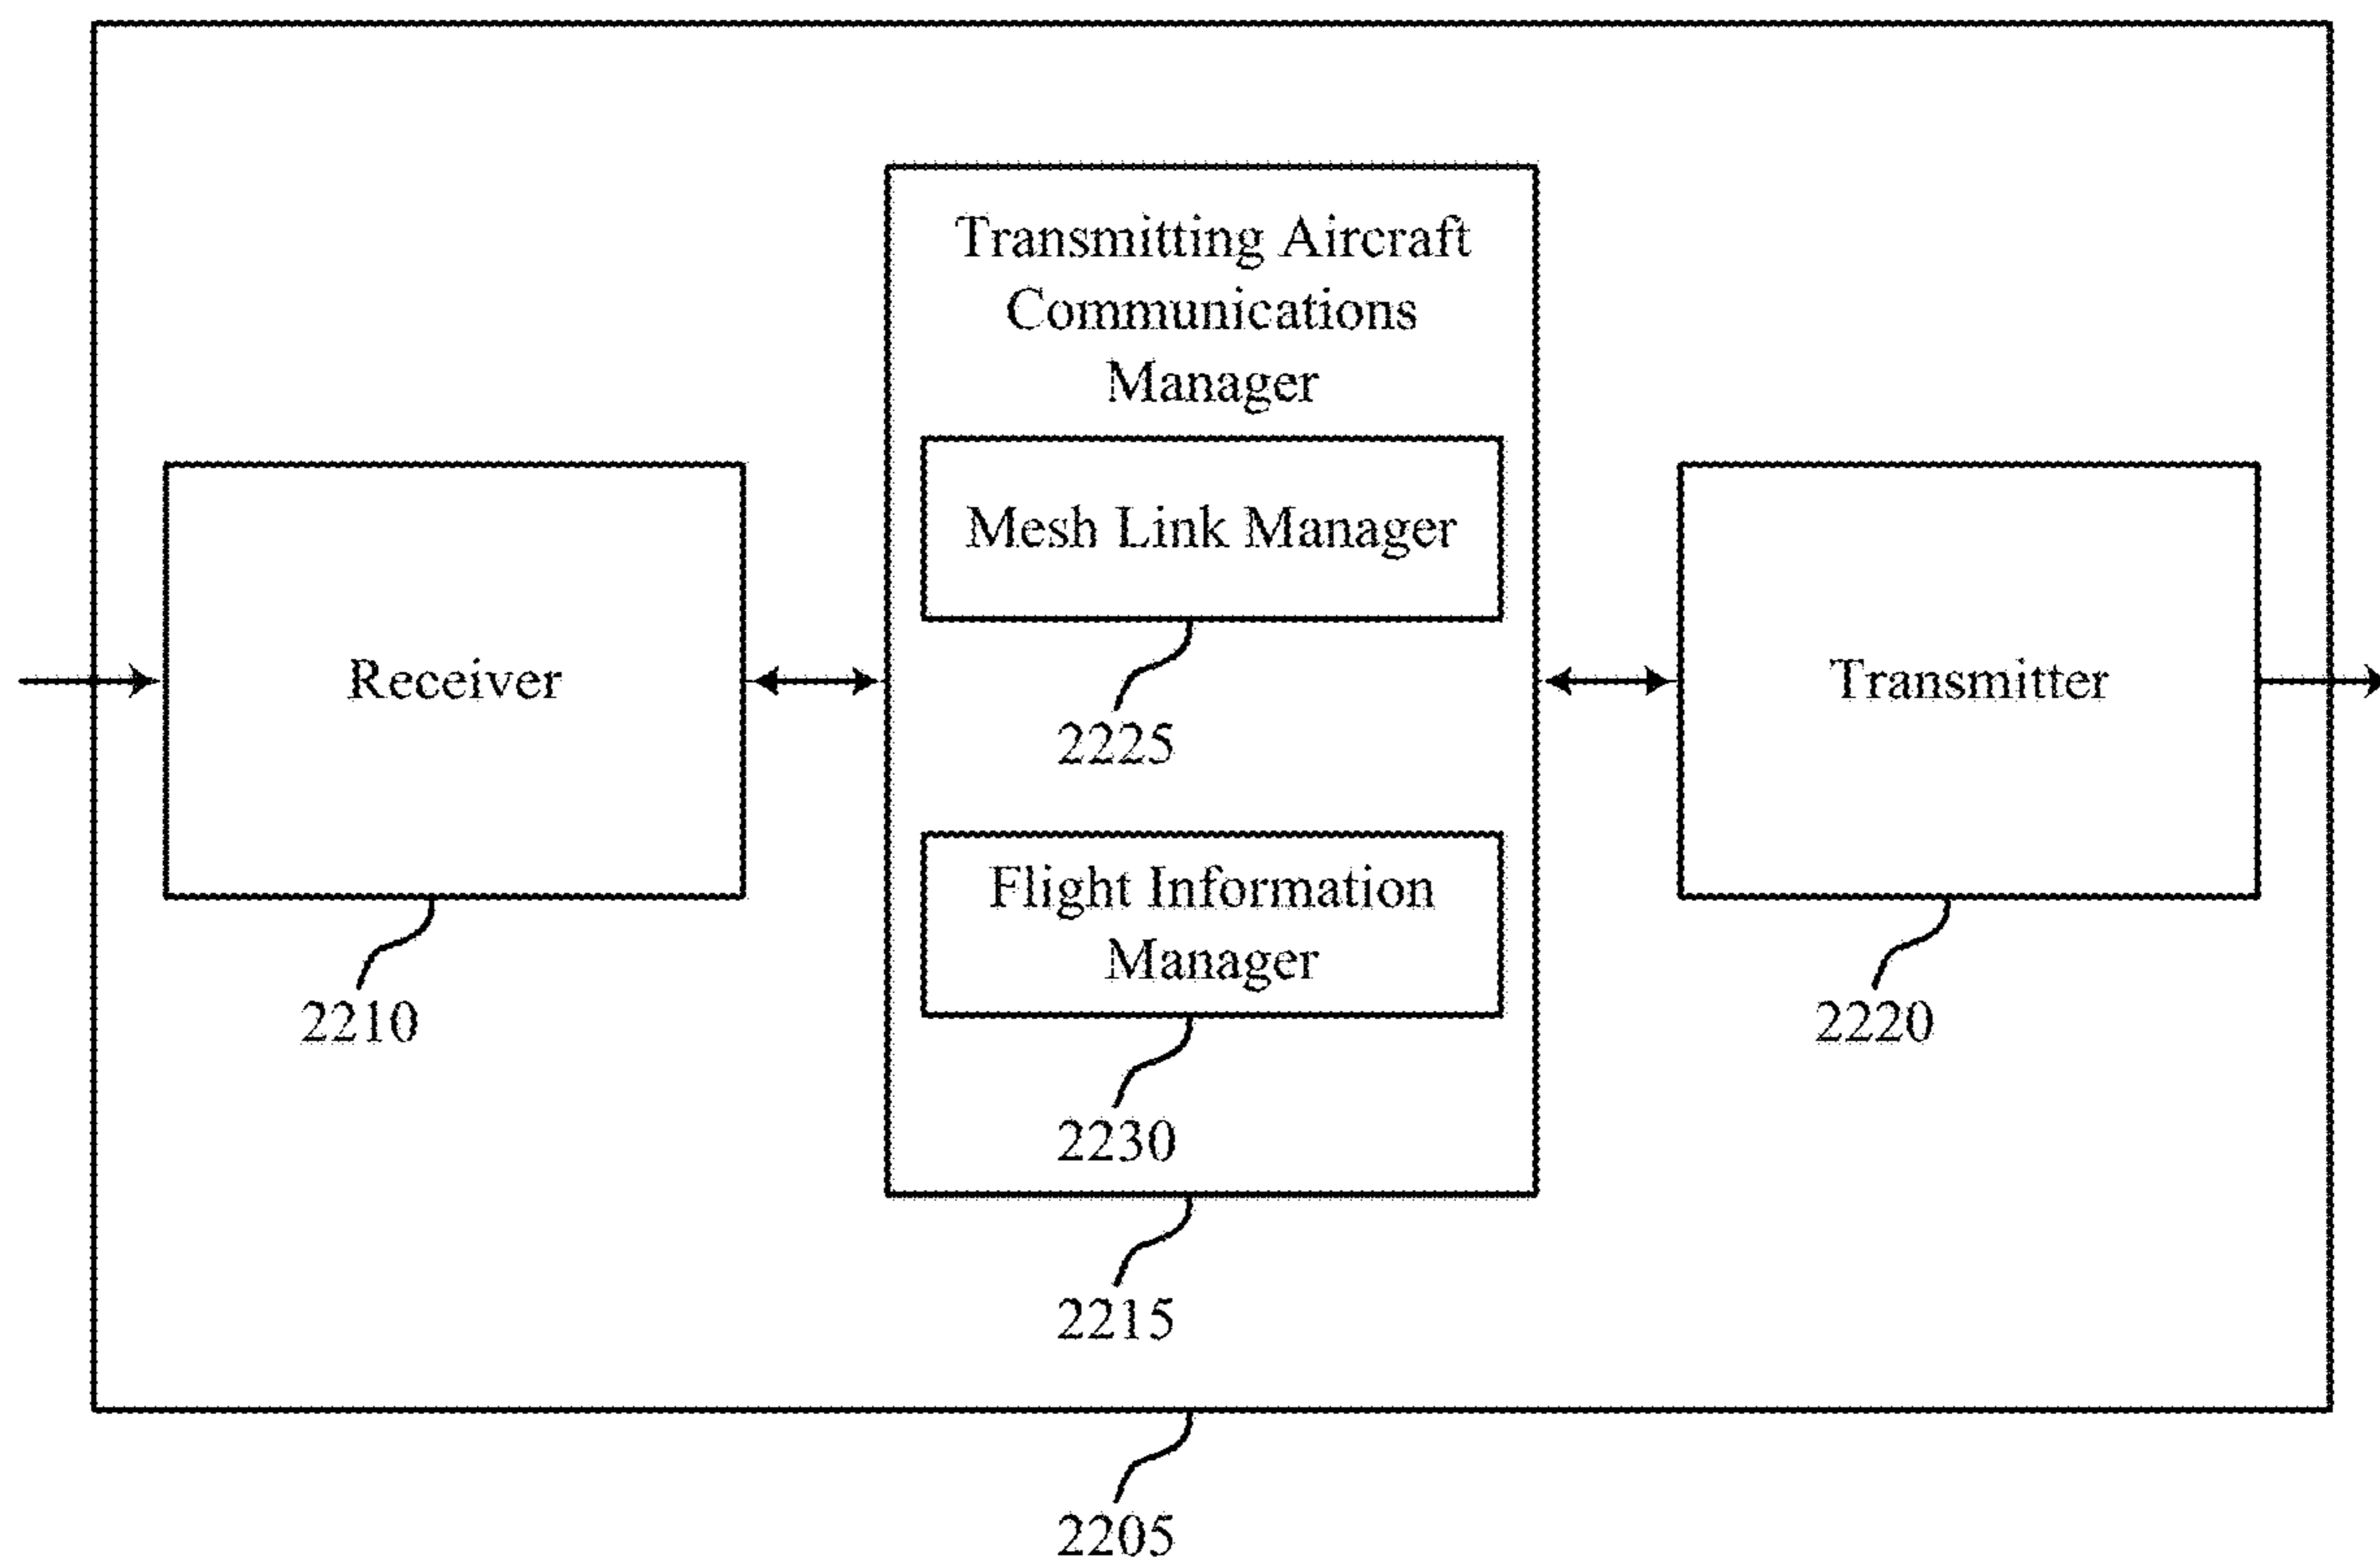 Transmitting Aircraft
Communications
Manager
Mesh Link Manager
Receiver
Transmitter
2225
Flight Information
Manager
2210
2220
2230
2215
2205